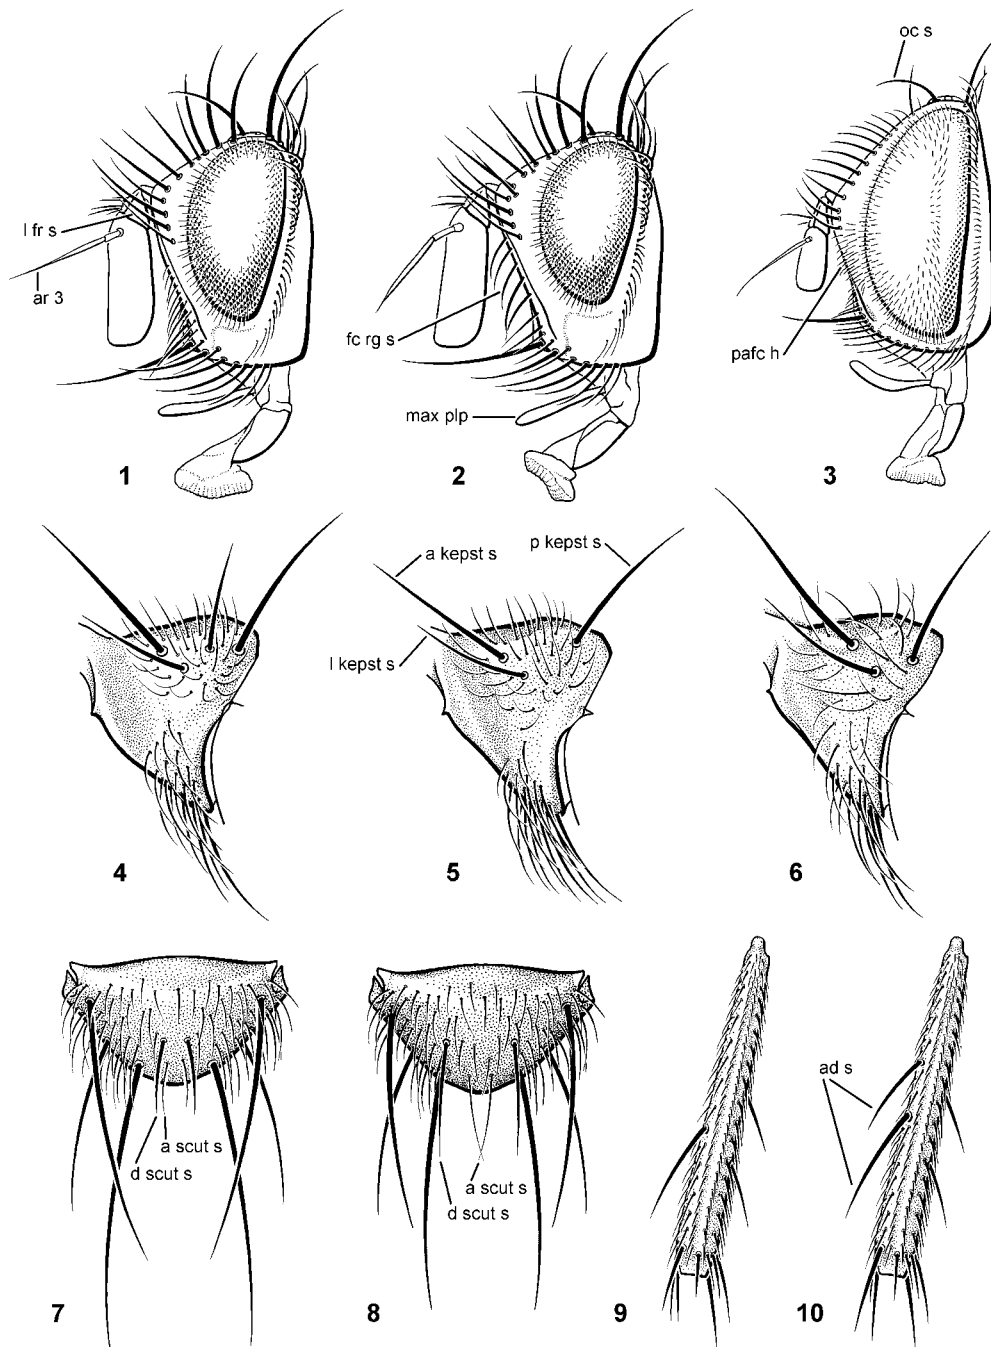 oc s
l fr s
ar 3
fc rg s
pafc h
max plp
1
2
3
a kepst s
p kepst s
l kepst s
4
5
6
ad s
a scut s
d scut s
a scut s
d scut s
7
8
9
10